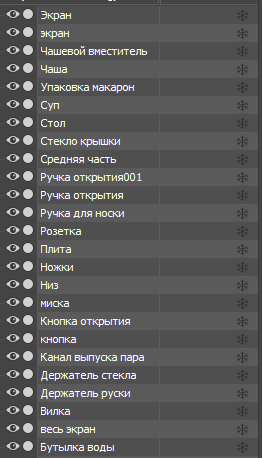 Экран
экран
Чашевой вместитель
Чаша
Упаковка макарон
Суп
Стол
Стекло крышки
Средняя часть
Ручка открытия001
Ручка открытия
Ручка для носки
Розетка
Плита
Ножки
Низ
миска
Кнопка открытия
кнопка
Канал выпуска пара
Держатель стекла
Держатель руски
Вилка
весь экран
Бутылка воды